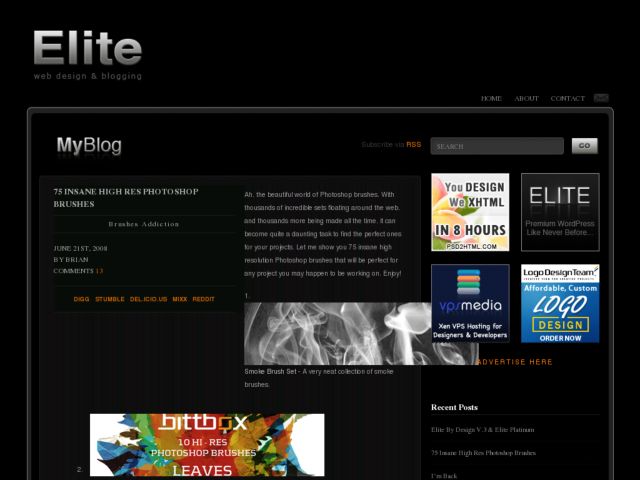 Elite
web design & blogging
HOME ABOUT CONTACT
MyBlog
Subscribe via RSS
SEARCH
GO
75 INSANE HIGH RES PHOTOSHOP
BRUSHES
Brushes Addiction
JUNE 21ST, 2008
BY BRIAN
COMMENTS 13
DIGG STUMBLE DEL.ICIO.US MIXX REDDIT
Ah, the beautiful world of Photoshop brushes. With
thousands of incredible sets floating around the web,
and thousands more being made all the time, it can
become quite a daunting task to find the perfect ones
for your projects. Let me show you 75 insane high
resolution Photoshop brushes that will be perfect for
any project you may happen to be working on. Enjoy!
1.
Smoke Brush Set - A very neat collection of smoke
brushes.
2.
bittbox
10 HI - RES
PHOTOSHOP BRUSHES
LEAVES
You DESIGN
We XHTML
IN 8 HOURS
PSD2HTML.COM
ELITE
Premium WordPress
Like Never Before...
vpsmedia
Xen VPS Hosting for
Designers & Developers
LogoDesignTeam
Affordable, Custom
LOGO
DESIGN
ORDER NOW
ADVERTISE HERE
Recent Posts
Elite By Design V.3 & Elite Platinum
75 Insane High Res Photoshop Brushes
I'm Back